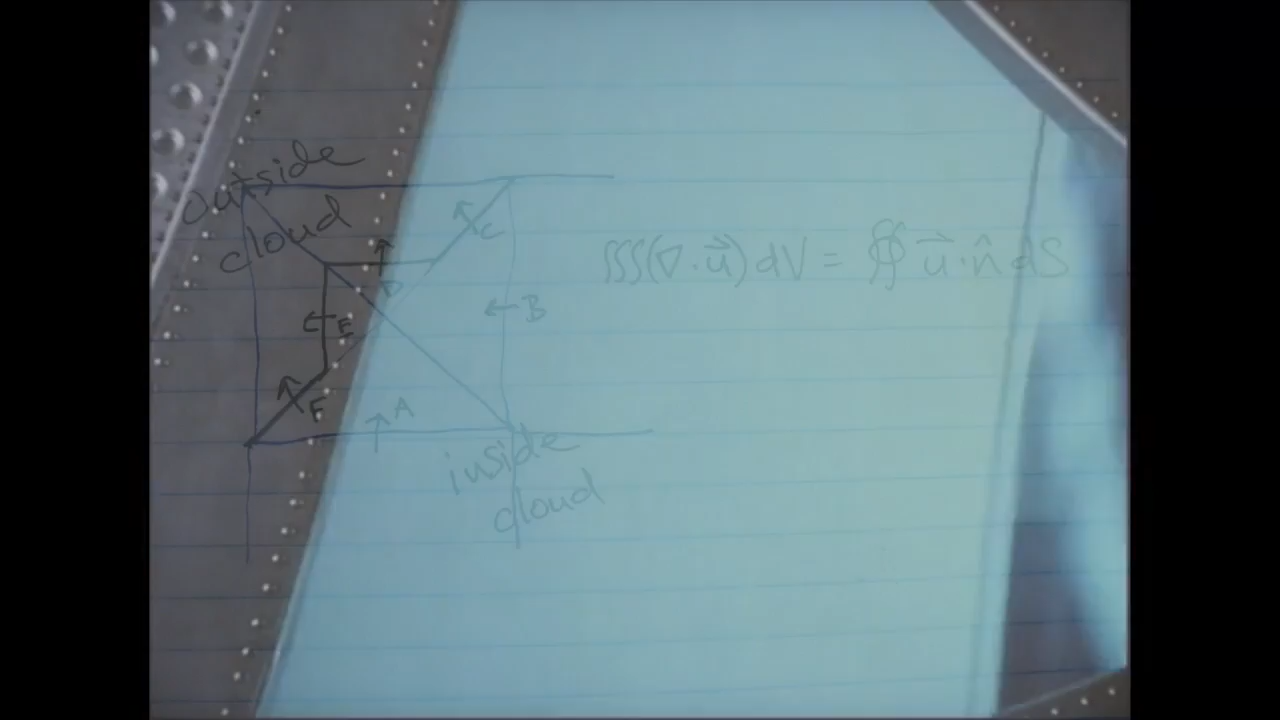 outside
cloud
∭(∇·u⃗)dV = ∯ u⃗·n̂ dS
D
C
B
E
F
A
inside
cloud